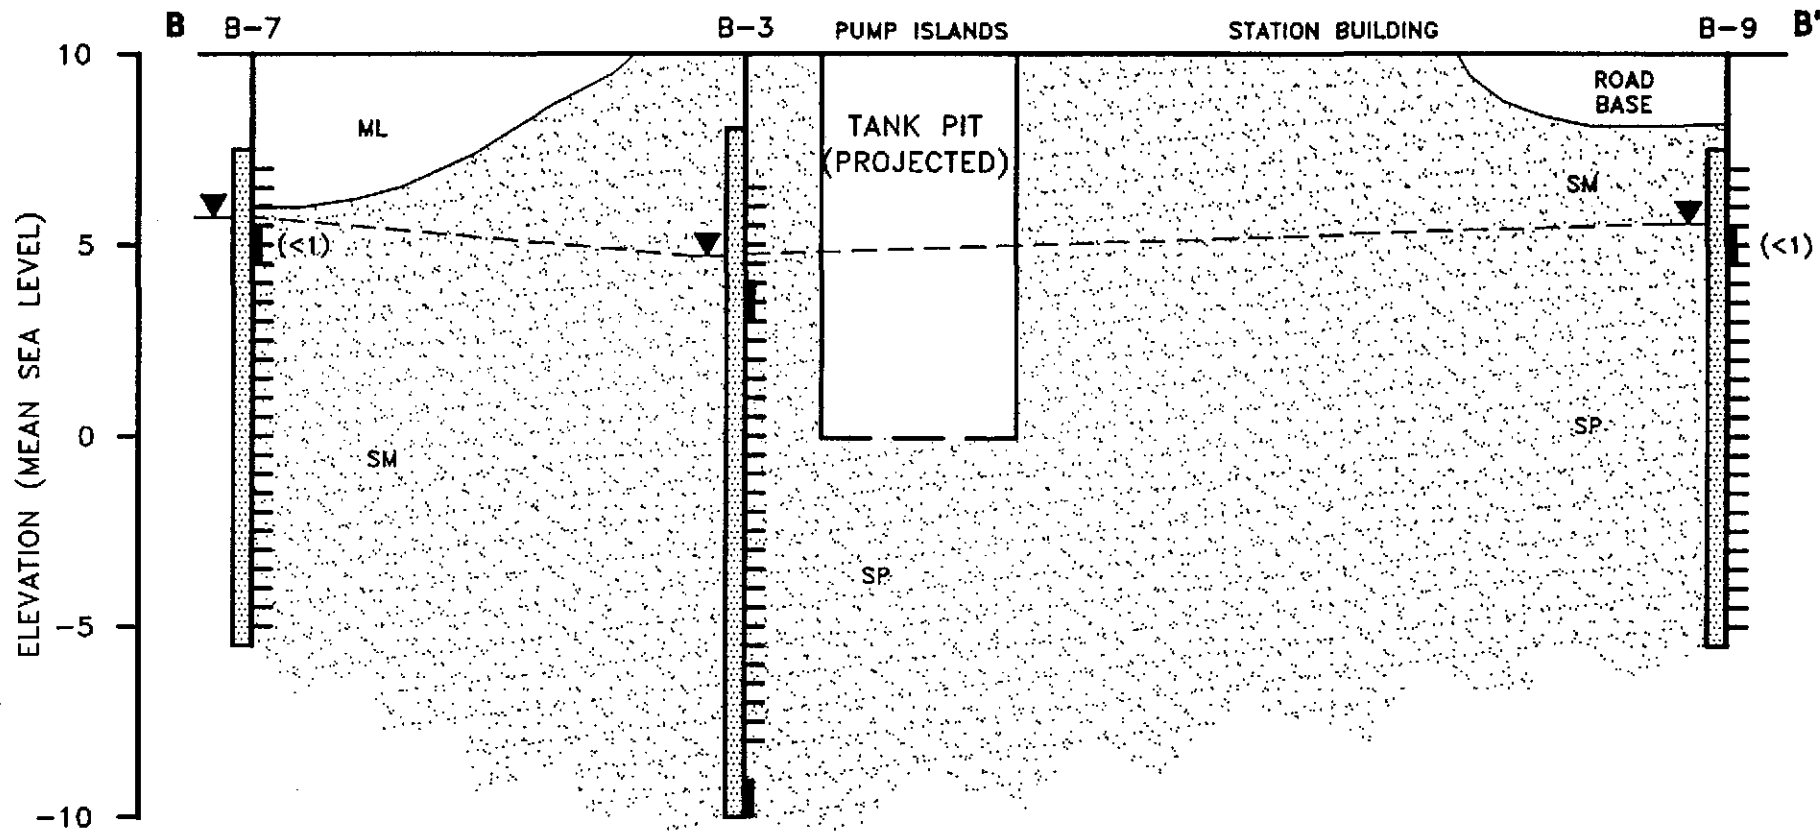 B B-7 B-3 PUMP ISLANDS STATION BUILDING B-9 B'
10
ROAD
BASE
ML
TANK PIT
(PROJECTED)
SM
5
(<1)
(<1)
ELEVATION (MEAN SEA LEVEL)
0
SP
SM
SP
-5
-10